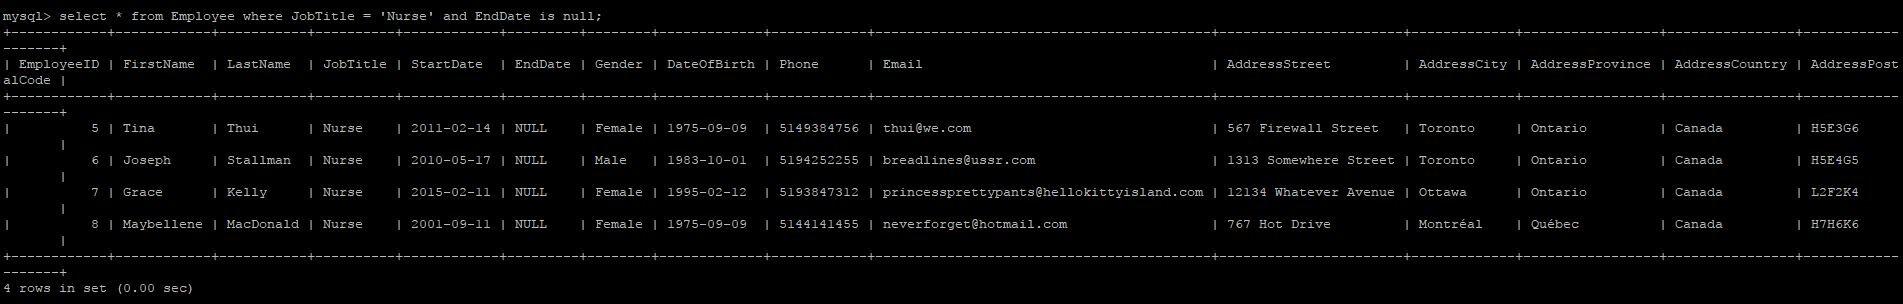 mysql> select * from Employee where JobTitle = 'Nurse' and EndDate is null;
+------------+------------+-----------+----------+------------+---------+--------+-------------+------------+-----------------------------------------+-----------------------+-------------+-----------------+----------------+------------
-------+
| EmployeeID | FirstName  | LastName  | JobTitle | StartDate  | EndDate | Gender | DateOfBirth | Phone      | Email                                   | AddressStreet         | AddressCity | AddressProvince | AddressCountry | AddressPost
alCode |
+------------+------------+-----------+----------+------------+---------+--------+-------------+------------+-----------------------------------------+-----------------------+-------------+-----------------+----------------+------------
-------+
|          5 | Tina       | Thui      | Nurse    | 2011-02-14 | NULL    | Female | 1975-09-09  | 5149384756 | thui@we.com                             | 567 Firewall Street   | Toronto     | Ontario         | Canada         | H5E3G6
       |
|          6 | Joseph     | Stallman  | Nurse    | 2010-05-17 | NULL    | Male   | 1983-10-01  | 5194252255 | breadlines@ussr.com                     | 1313 Somewhere Street | Toronto     | Ontario         | Canada         | H5E4G5
       |
|          7 | Grace      | Kelly     | Nurse    | 2015-02-11 | NULL    | Female | 1995-02-12  | 5193847312 | princessprettypants@hellokittyisland.com | 12134 Whatever Avenue | Ottawa      | Ontario         | Canada         | L2F2K4
       |
|          8 | Maybellene | MacDonald | Nurse    | 2001-09-11 | NULL    | Female | 1975-09-09  | 5144141455 | neverforget@hotmail.com                 | 767 Hot Drive         | Montréal    | Québec          | Canada         | H7H6K6
       |
+------------+------------+-----------+----------+------------+---------+--------+-------------+------------+-----------------------------------------+-----------------------+-------------+-----------------+----------------+------------
-------+
4 rows in set (0.00 sec)